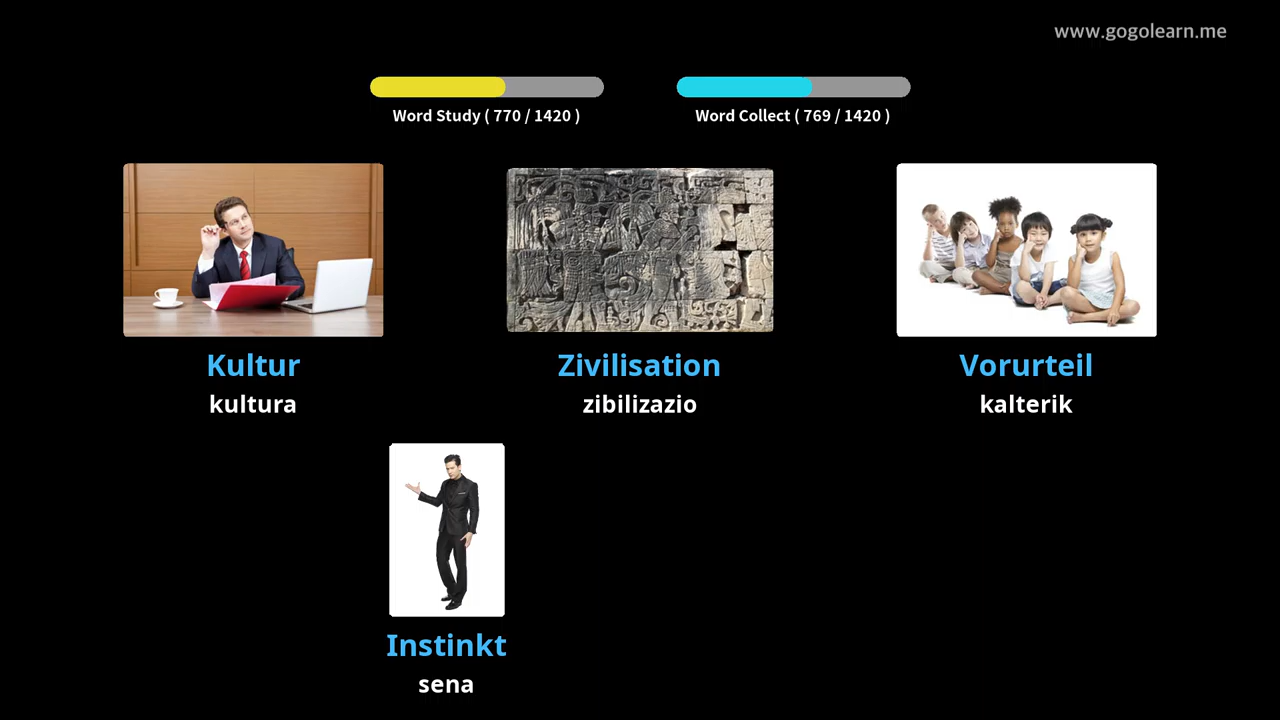 www.gogolearn.me
Word Study ( 770 / 1420 )
Word Collect ( 769 / 1420 )
Kultur
kultura
Zivilisation
zibilizazio
Vorurteil
kalterik
Instinkt
sena